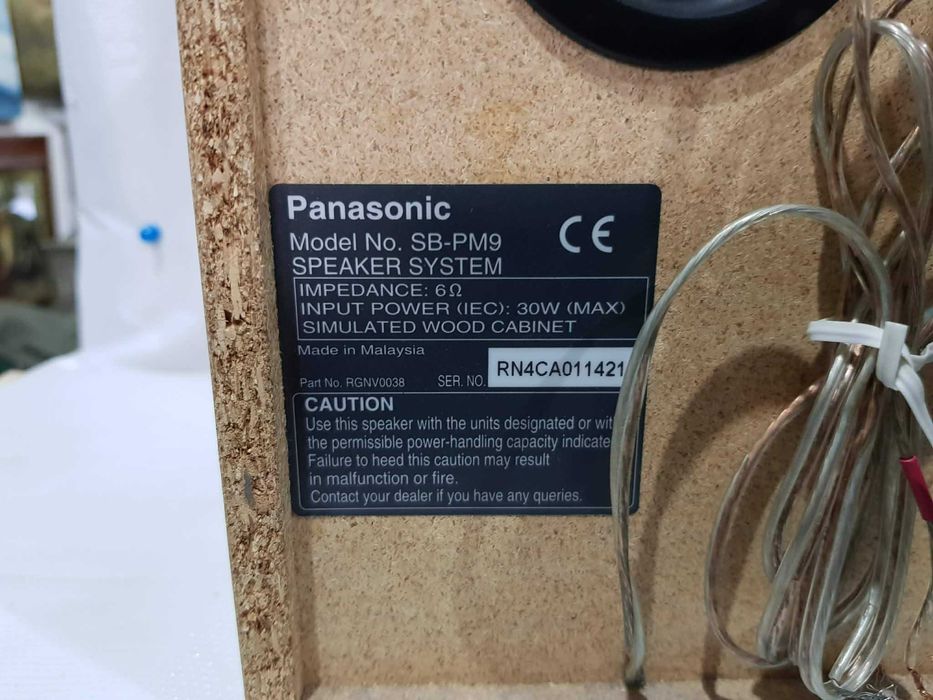 Panasonic
Model No. SB-PM9
CE
SPEAKER SYSTEM
IMPEDANCE: 6Ω
INPUT POWER (IEC): 30W (MAX)
SIMULATED WOOD CABINET
Made in Malaysia
Part No. RGNV0038 SER. NO. RN4CA011421
CAUTION
Use this speaker with the units designated or
the permissible power-handling capacity
Failure to heed this caution may result
in malfunction or fire.
Contact your dealer if you have any queries.